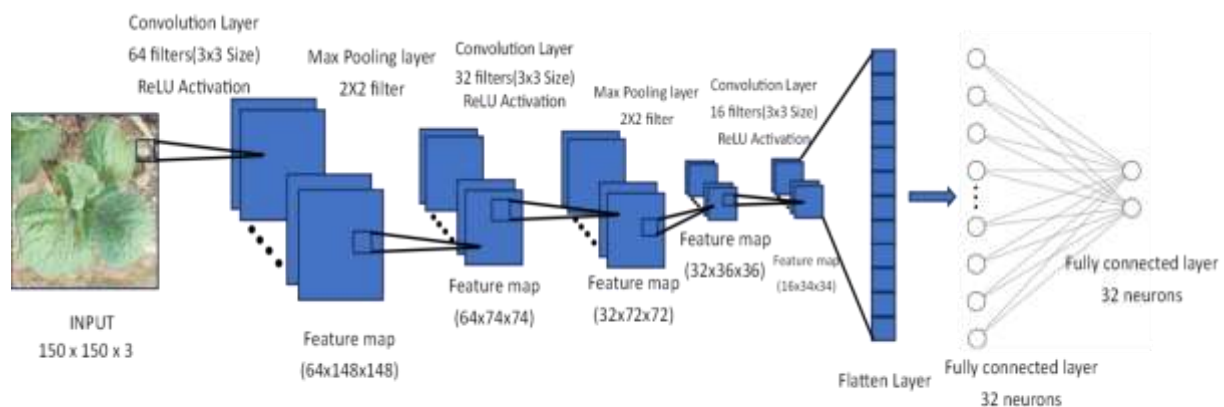 Convolution Layer
64 filters(3x3 Size)
ReLU Activation
Max Pooling layer
2X2 filter
Convolution Layer
32 filters(3x3 Size)
ReLU Activation
Max Pooling layer
2X2 filter
Convolution Layer
16 filters(3x3 Size)
ReLU Activation
INPUT
150 x 150 x 3
Feature map
(64x148x148)
Feature map
(64x74x74)
Feature map
(32x72x72)
Feature map
(32x36x36)
Feature map
(16x34x34)
Flatten Layer
Fully connected layer
32 neurons
Fully connected layer
32 neurons